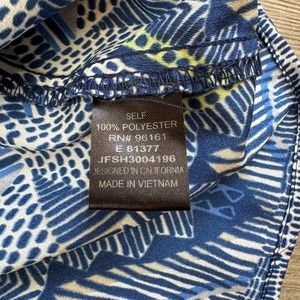 SELF
100% POLYESTER
RN# 96161
E 61377
JFSH3004196
DESIGNED IN CALIFORNIA
MADE IN VIETNAM